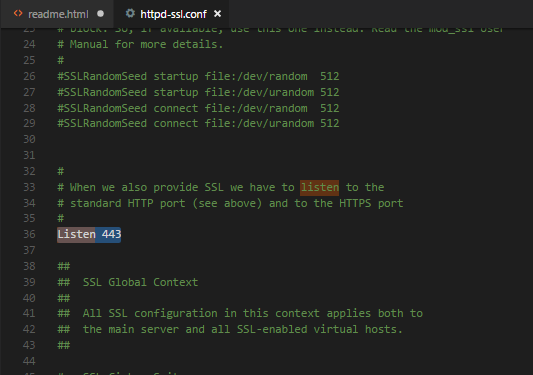 readme.html
httpd-ssl.conf
23 # block. So, if available, use this one instead. Read the mod_ssl User
24 # Manual for more details.
25 #
26 #SSLRandomSeed startup file:/dev/random  512
27 #SSLRandomSeed startup file:/dev/urandom 512
28 #SSLRandomSeed connect file:/dev/random  512
29 #SSLRandomSeed connect file:/dev/urandom 512
30
31
32 #
33 # When we also provide SSL we have to listen to the
34 # standard HTTP port (see above) and to the HTTPS port
35 #
36 Listen 443
37
38 ##
39 ##  SSL Global Context
40 ##
41 ##  All SSL configuration in this context applies both to
42 ##  the main server and all SSL-enabled virtual hosts.
43 ##
44